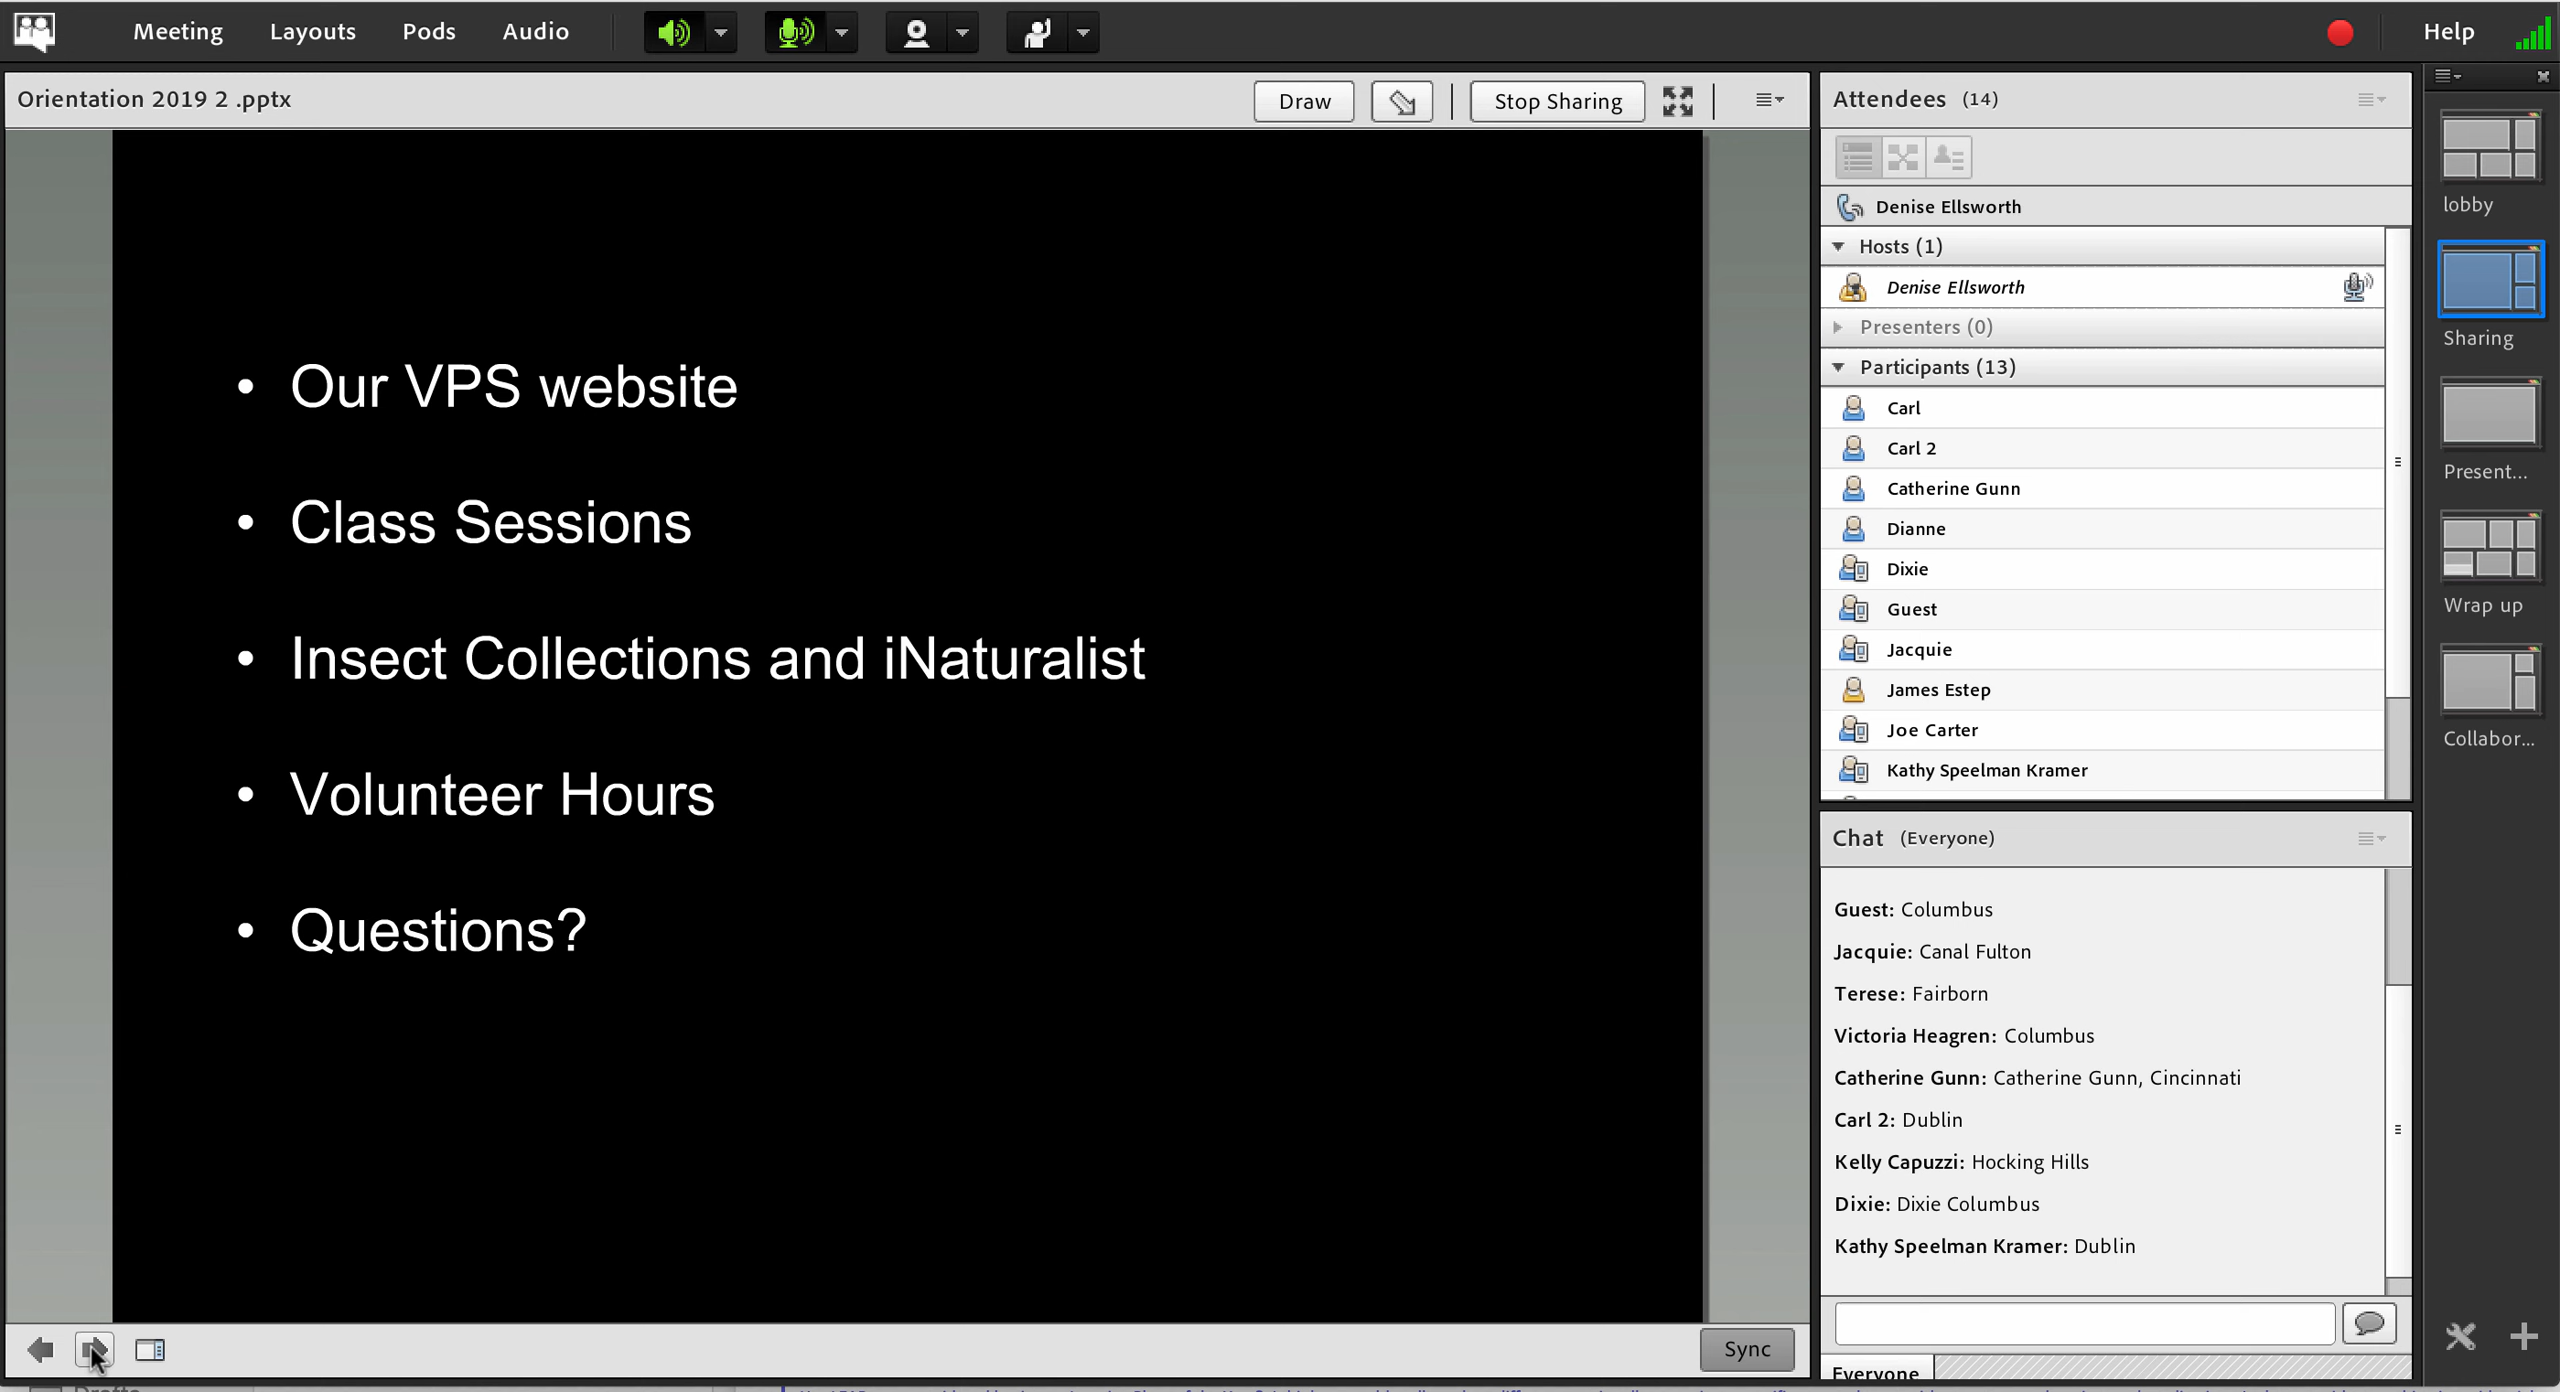 Meeting
Layouts
Pods
Audio
Help
Orientation 2019 2 .pptx
Draw
Stop Sharing
Our VPS website
Class Sessions
Insect Collections and iNaturalist
Volunteer Hours
Questions?
Sync
Attendees (14)
Denise Ellsworth
Hosts (1)
Denise Ellsworth
Presenters (0)
Participants (13)
Carl
Carl 2
Catherine Gunn
Dianne
Dixie
Guest
Jacquie
James Estep
Joe Carter
Kathy Speelman Kramer
Chat (Everyone)
Guest: Columbus
Jacquie: Canal Fulton
Terese: Fairborn
Victoria Heagren: Columbus
Catherine Gunn: Catherine Gunn, Cincinnati
Carl 2: Dublin
Kelly Capuzzi: Hocking Hills
Dixie: Dixie Columbus
Kathy Speelman Kramer: Dublin
Everyone
lobby
Sharing
Present...
Wrap up
Collabor...